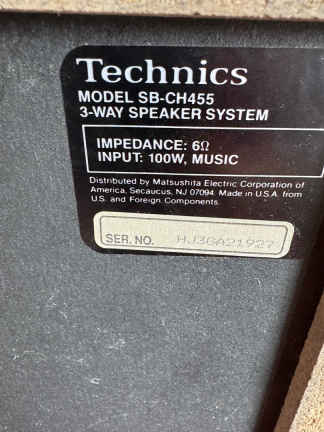 Technics
MODEL SB-CH455
3-WAY SPEAKER SYSTEM
IMPEDANCE: 6Ω
INPUT: 100W, MUSIC
Distributed by Matsushita Electric Corporation of
America, Secaucus, NJ 07094. Made in U.S.A. from
U.S. and Foreign Components.
SER. NO. HJ3GA21927